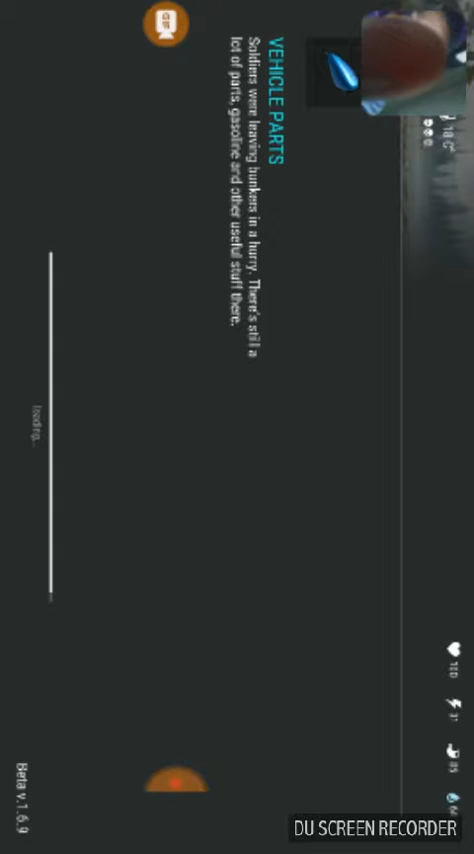 VEHICLE PARTS
Soldiers were leaving bunkers in a hurry. There's still a
lot of parts, gasoline and other useful stuff there.
loading...
Beta v.1.6.9
100
DU SCREEN RECORDER